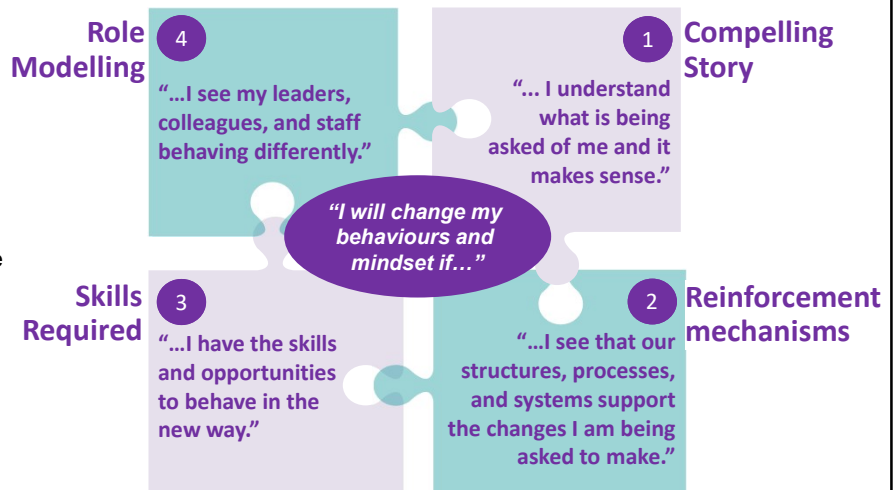 Role
Modelling
4
“…I see my leaders,
colleagues, and staff
behaving differently.”
1
Compelling
Story
“... I understand
what is being
asked of me and it
makes sense.”
“I will change my
behaviours and
mindset if…”
e
Skills
Required
3
“…I have the skills
and opportunities
to behave in the
new way.”
2
Reinforcement
mechanisms
“…I see that our
structures, processes,
and systems support
the changes I am being
asked to make.”